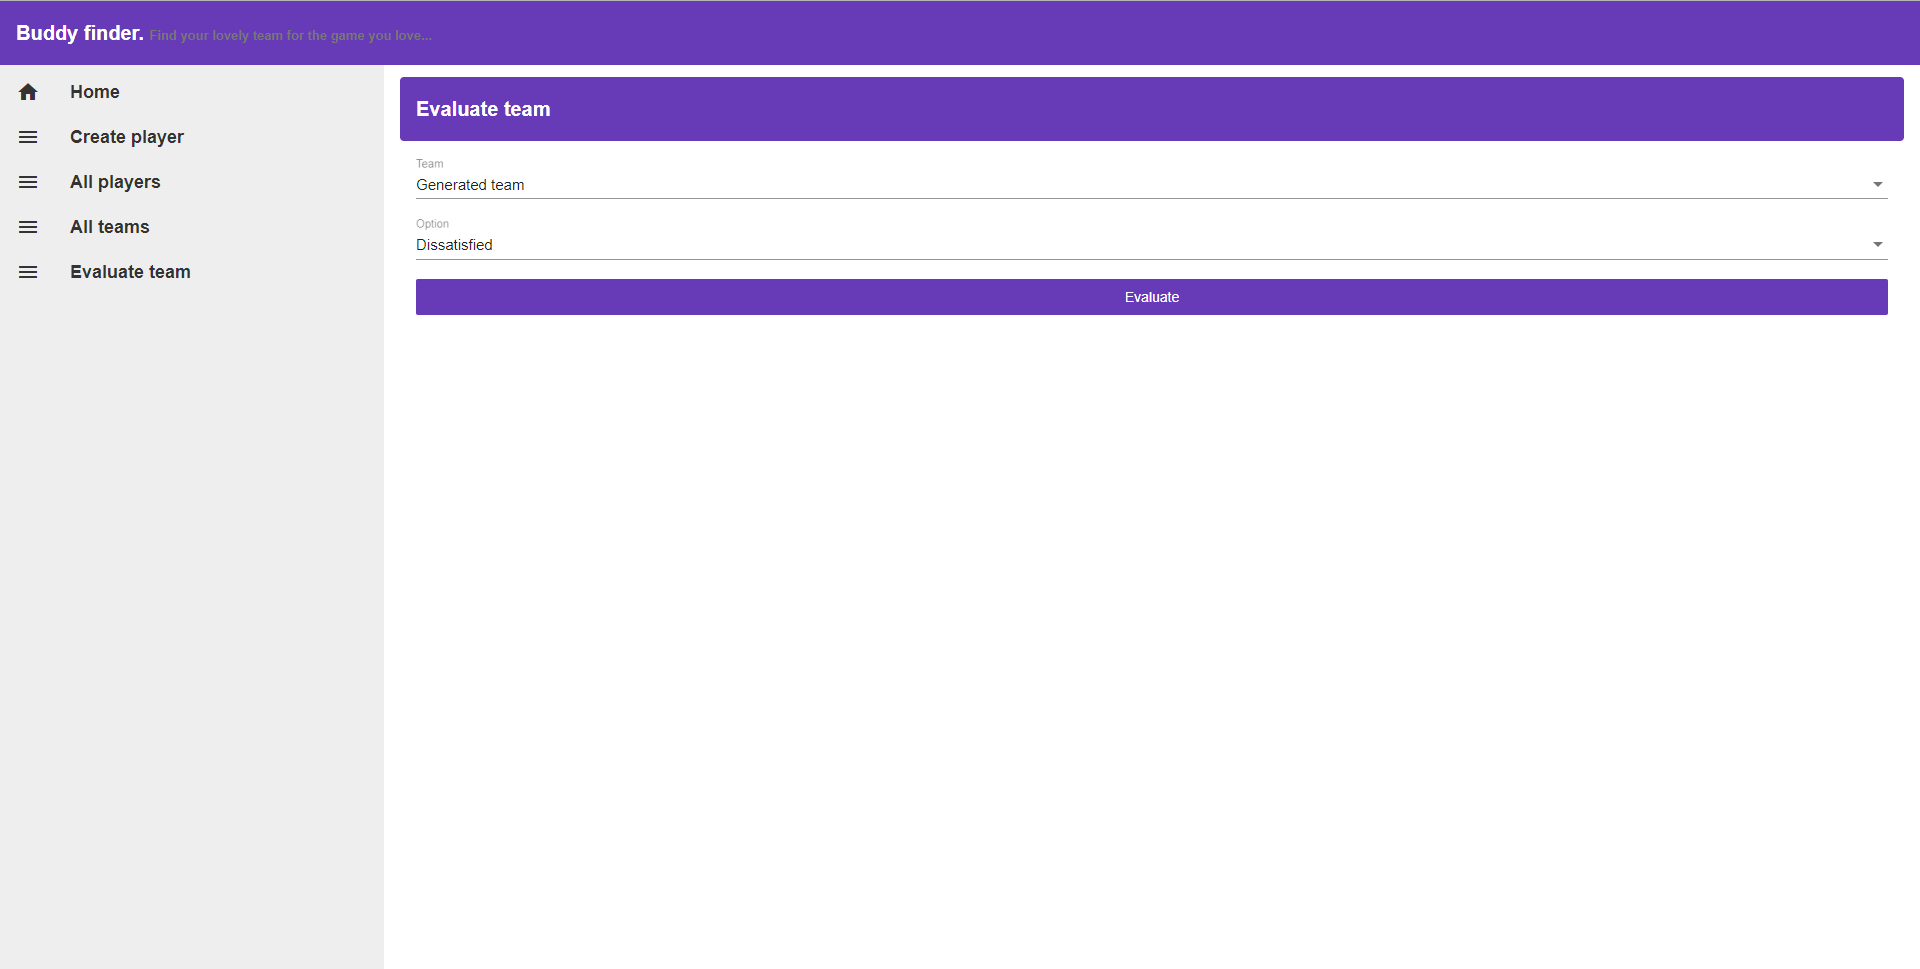 Buddy finder. Find your lovely team for the game you love...
Home
Create player
All players
All teams
Evaluate team
Evaluate team
Team
Generated team
Option
Dissatisfied
Evaluate